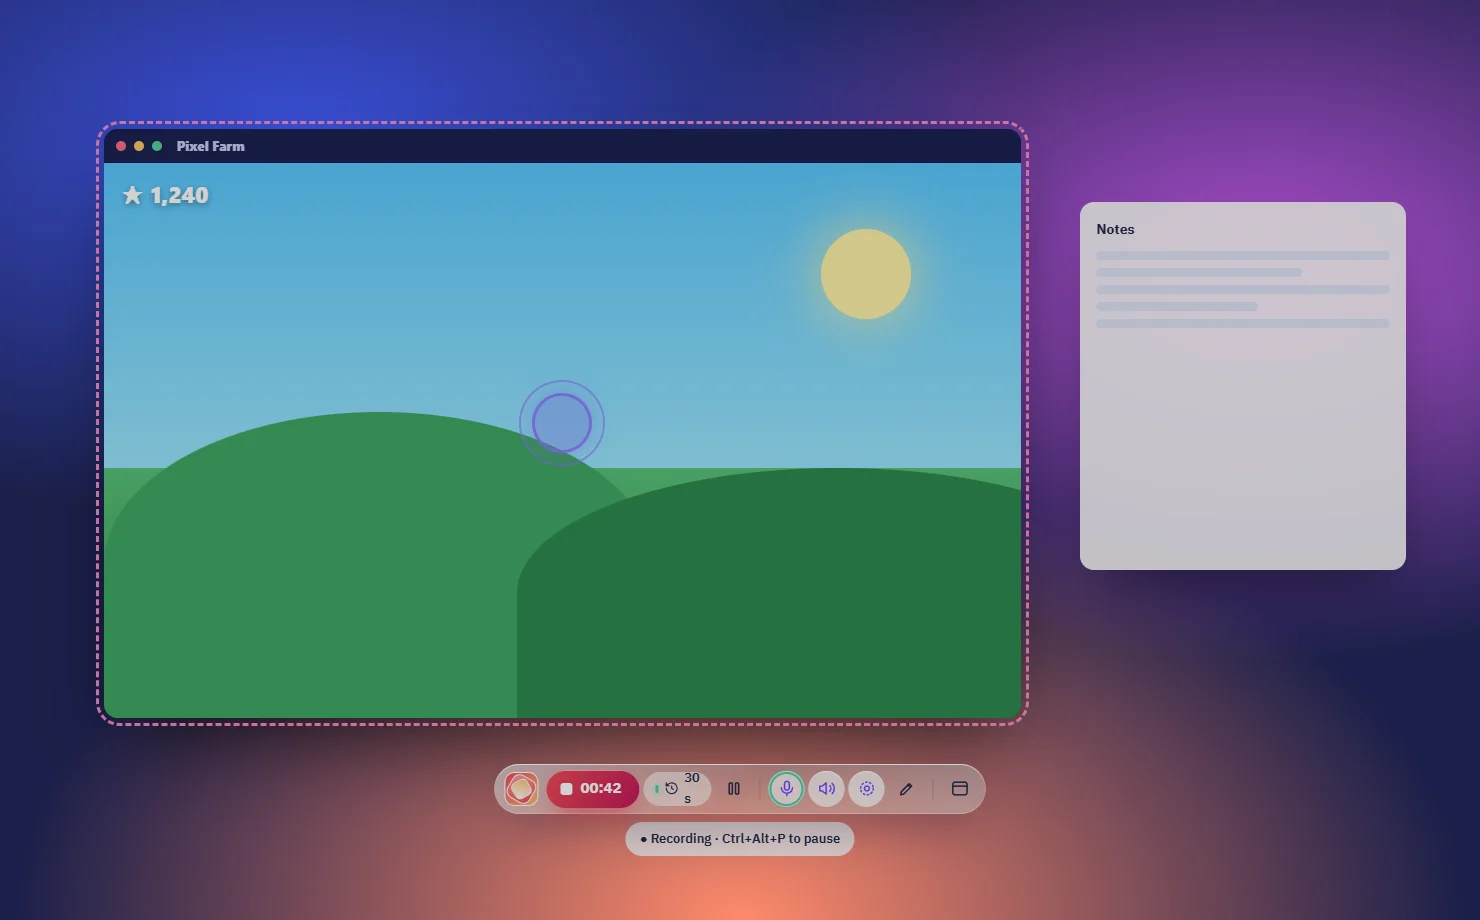 Pixel Farm
★ 1,240
Notes
00:42
30
s
● Recording · Ctrl+Alt+P to pause